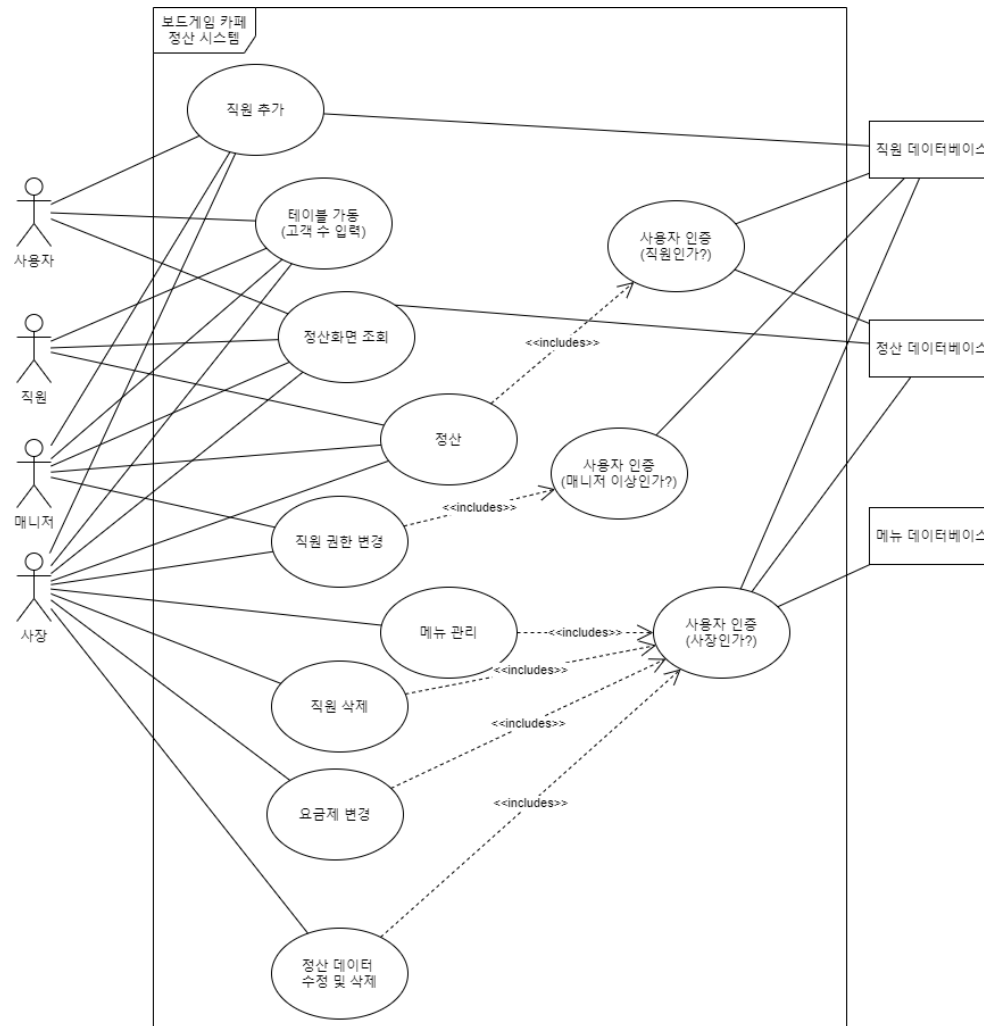 보드게임 카페
정산 시스템
직원 추가
직원 데이터베이스
사용자
테이블 가동
(고객 수 입력)
사용자 인증
(직원인가?)
정산화면 조회
<<includes>>
정산 데이터베이스
직원
정산
사용자 인증
(매니저 이상인가?)
매니저
<<includes>>
직원 권한 변경
메뉴 데이터베이스
사장
메뉴 관리
<<includes>>
사용자 인증
(사장인가?)
<<includes>>
직원 삭제
<<includes>>
요금제 변경
<<includes>>
정산 데이터
수정 및 삭제